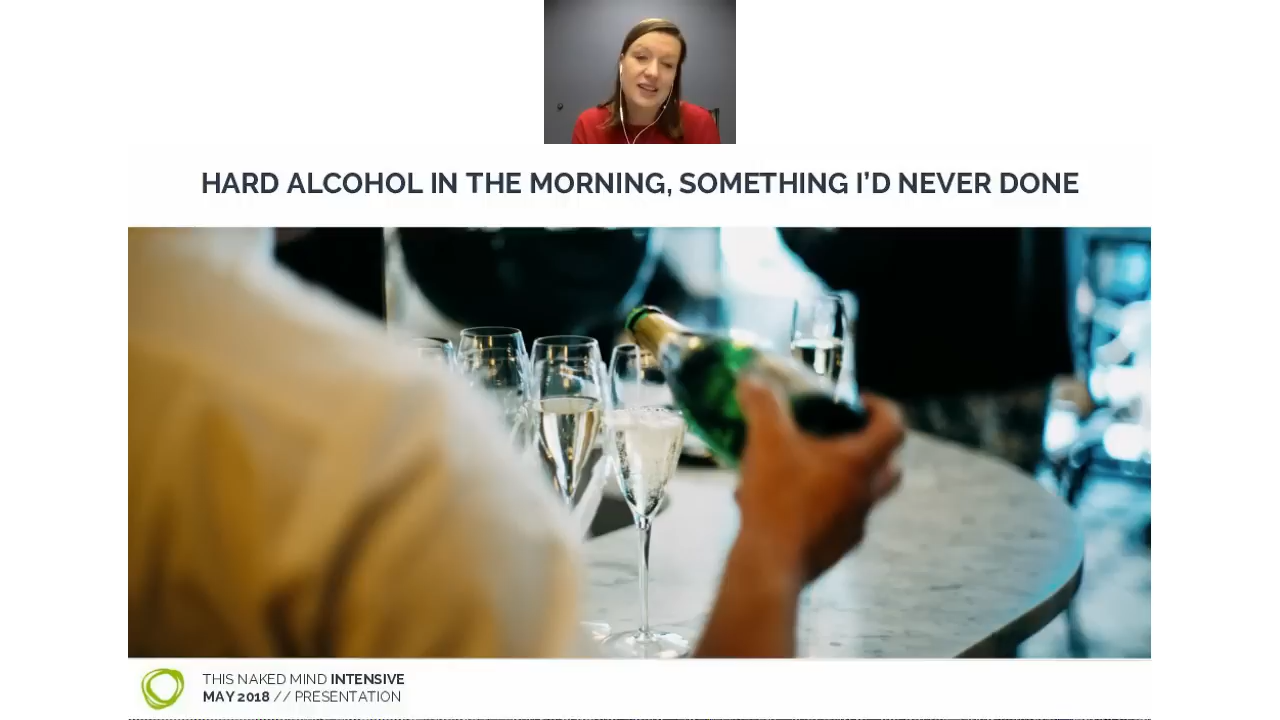 HARD ALCOHOL IN THE MORNING, SOMETHING I’D NEVER DONE
THIS NAKED MIND INTENSIVE
MAY 2018 // PRESENTATION